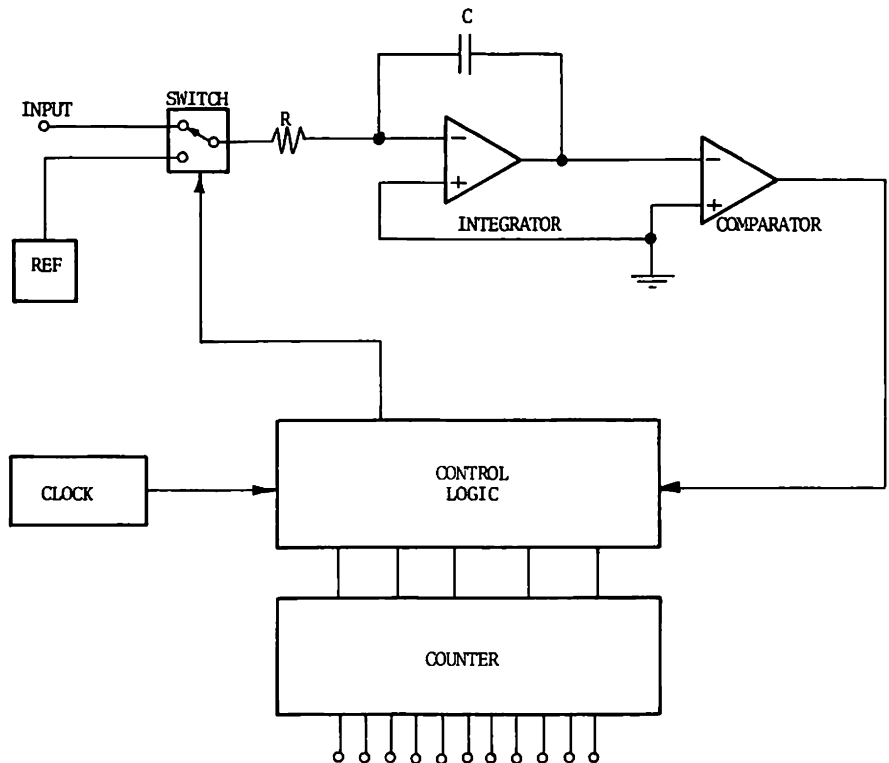 C
SWITCH
INPUT
R
−
+
INTEGRATOR
−
+
COMPARATOR
REF
CONTROL
LOGIC
CLOCK
COUNTER